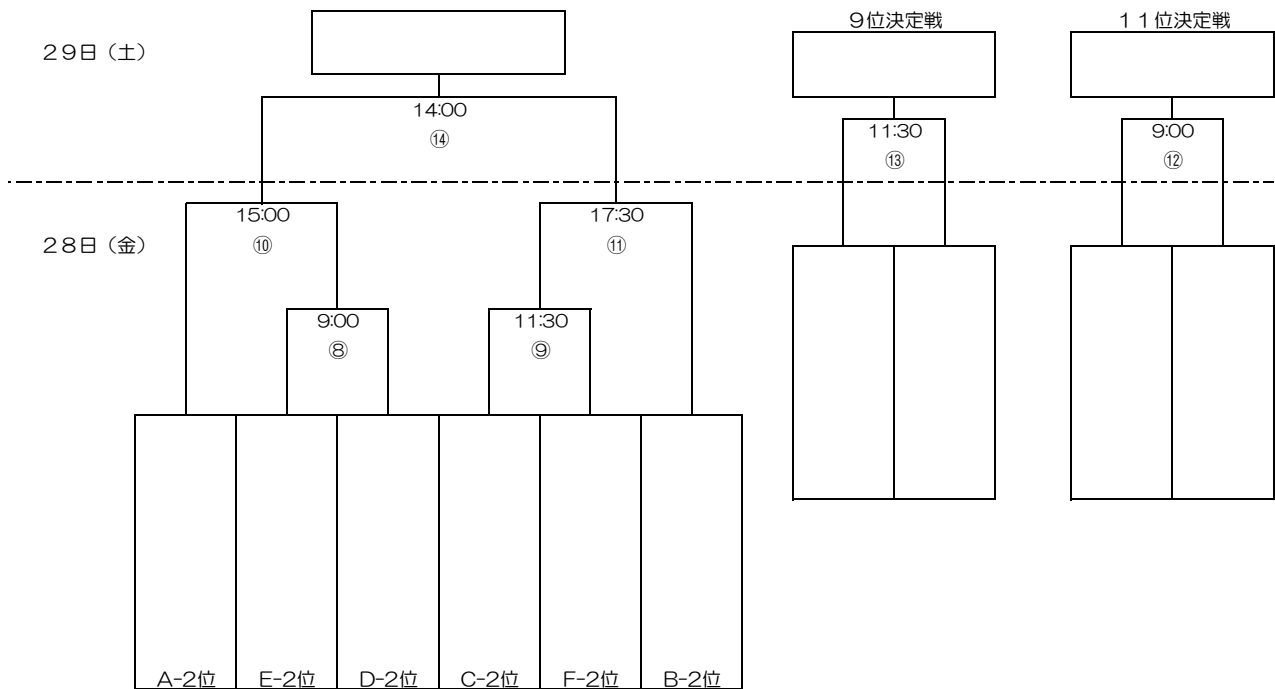 ９位決定戦
１１位決定戦
２９日（土）
14:00
⑭
11:30
⑬
9:00
⑫
２８日（金）
15:00
⑩
17:30
⑪
9:00
⑧
11:30
⑨
A-2位
E-2位
D-2位
C-2位
F-2位
B-2位